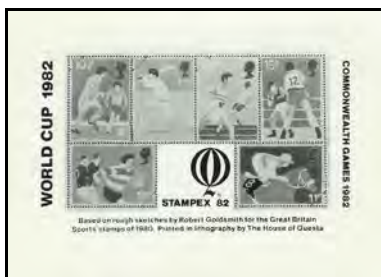 WORLD CUP 1982
COMMONWEALTH GAMES 1982
STAMPEX 82
Based on rough sketches by Robert Goldsmith for the Great Britain
Sports stamps of 1980. Printed in lithography by The House of Questa